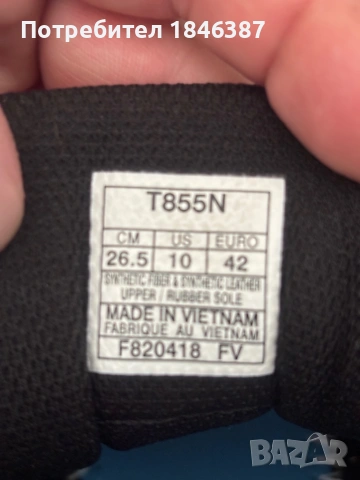 Потребител 1846387
T855N
CM US EURO
26.5 10 42
SYNTHETIC FIBER & SYNTHETIC LEATHER
UPPER / RUBBER SOLE
MADE IN VIETNAM
FABRIQUE AU VIETNAM
F820418 FV
BAZAR